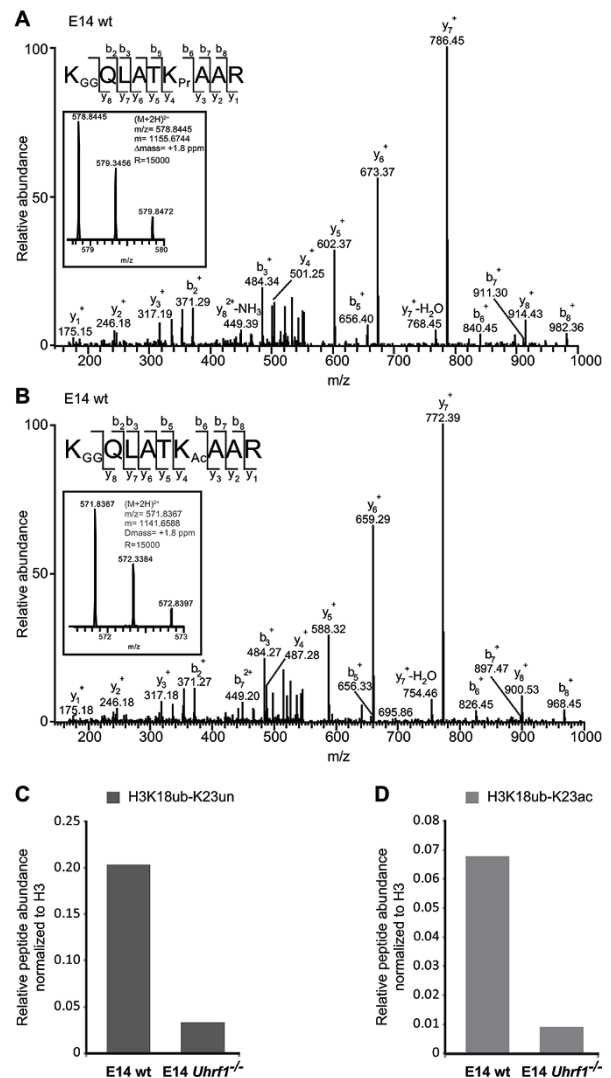 A
E14 wt
b2 b3 b5 b6 b7 b8
KGGQLATKPrAAR
y8 y7 y6 y5 y4 y3 y2 y1
578.8445
579.3456
579.8472
(M+2H)2+
m/z= 578.8445
m= 1155.6744
Δmass= +1.8 ppm
R=15000
579 580
m/z
Relative abundance
100
50
0
y1+
175.15
y2+
246.18
y3+
317.19
b2+
371.29
y8 2+-NH3
449.39
b3+
484.34
y4+
501.25
y5+
602.37
b5+
656.40
y6+
673.37
y7+-H2O
768.45
y7+
786.45
b6+
840.45
b7+
911.30
y8+
914.43
b8+
982.36
200 300 400 500 600 700 800 900 1000
m/z
B
E14 wt
b2 b3 b5 b6 b7 b8
KGGQLATKAcAAR
y8 y7 y6 y5 y4 y3 y2 y1
571.8367
572.3384
572.8397
(M+2H)2+
m/z= 571.8367
m= 1141.6588
Dmass= +1.8 ppm
R=15000
572 573
m/z
Relative abundance
100
50
0
y1+
175.18
y2+
246.18
y3+
317.18
b2+
371.27
b7 2+
449.20
b3+
484.27
y4+
487.28
y5+
588.32
b5+
656.33
y6+
659.29
695.86
y7+-H2O
754.46
y7+
772.39
b6+
826.45
b7+
897.47
y8+
900.53
b8+
968.45
200 300 400 500 600 700 800 900 1000
m/z
C
H3K18ub-K23un
Relative peptide abundance
normalized to H3
0.25
0.20
0.15
0.10
0.05
0
E14 wt E14 Uhrf1-/-
D
H3K18ub-K23ac
Relative peptide abundance
normalized to H3
0.08
0.07
0.06
0.05
0.04
0.03
0.02
0.01
0
E14 wt E14 Uhrf1-/-